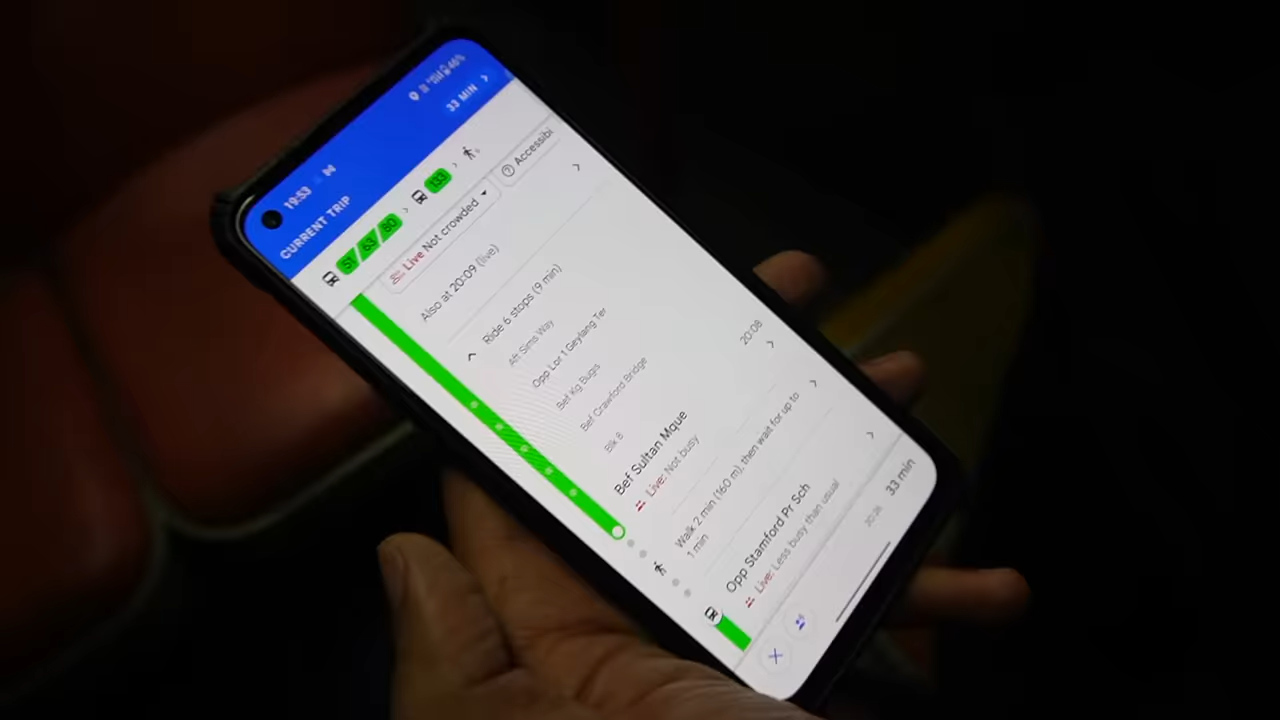 19:53
46%
CURRENT TRIP
33 MIN
51 63 80
133
Live Not crowded
Accessibi
Also at 20:09 (live)
Ride 6 stops (9 min)
Aft Sims Way
Opp Lor 1 Geylang Ter
Bef Kg Bugis
Bef Crawford Bridge
Blk 8
Bef Sultan Mque
20:08
Live: Not busy
Walk 2 min (160 m), then wait for up to
1 min
Opp Stamford Pr Sch
Live: Less busy than usual
33 min